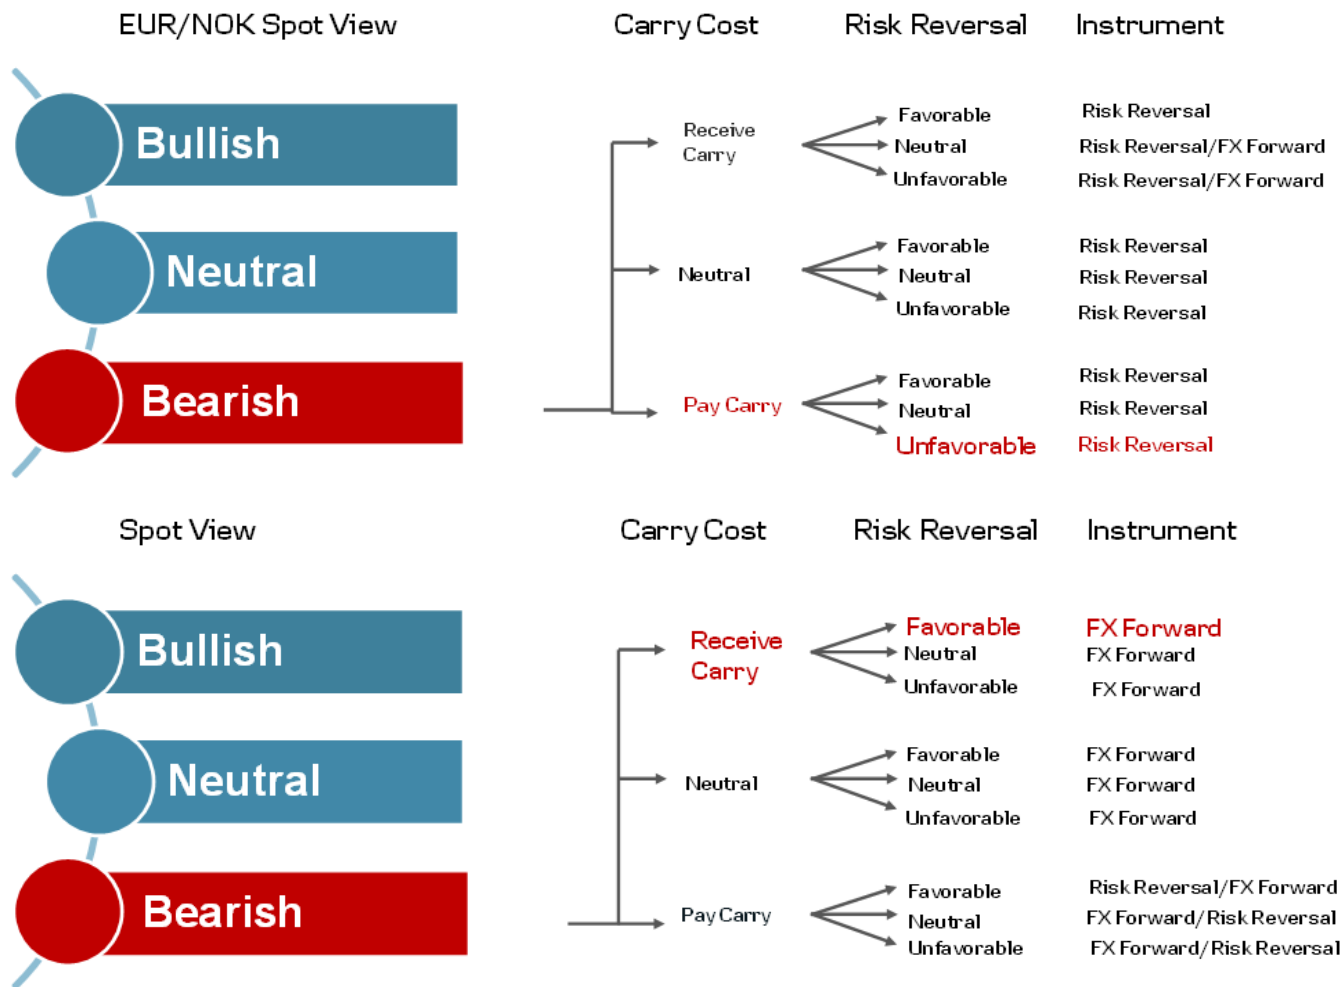 EUR/NOK Spot View Carry Cost Risk Reversal Instrument
Bullish
Receive
Carry
Favorable Risk Reversal
Neutral Risk Reversal/FX Forward
Unfavorable Risk Reversal/FX Forward
Neutral
Neutral
Favorable Risk Reversal
Neutral Risk Reversal
Unfavorable Risk Reversal
Bearish
Pay Carry
Favorable Risk Reversal
Neutral Risk Reversal
Unfavorable Risk Reversal
Spot View Carry Cost Risk Reversal Instrument
Bullish
Receive
Carry
Favorable FX Forward
Neutral FX Forward
Unfavorable FX Forward
Neutral
Neutral
Favorable FX Forward
Neutral FX Forward
Unfavorable FX Forward
Bearish
Pay Carry
Favorable Risk Reversal/FX Forward
Neutral FX Forward/Risk Reversal
Unfavorable FX Forward/Risk Reversal